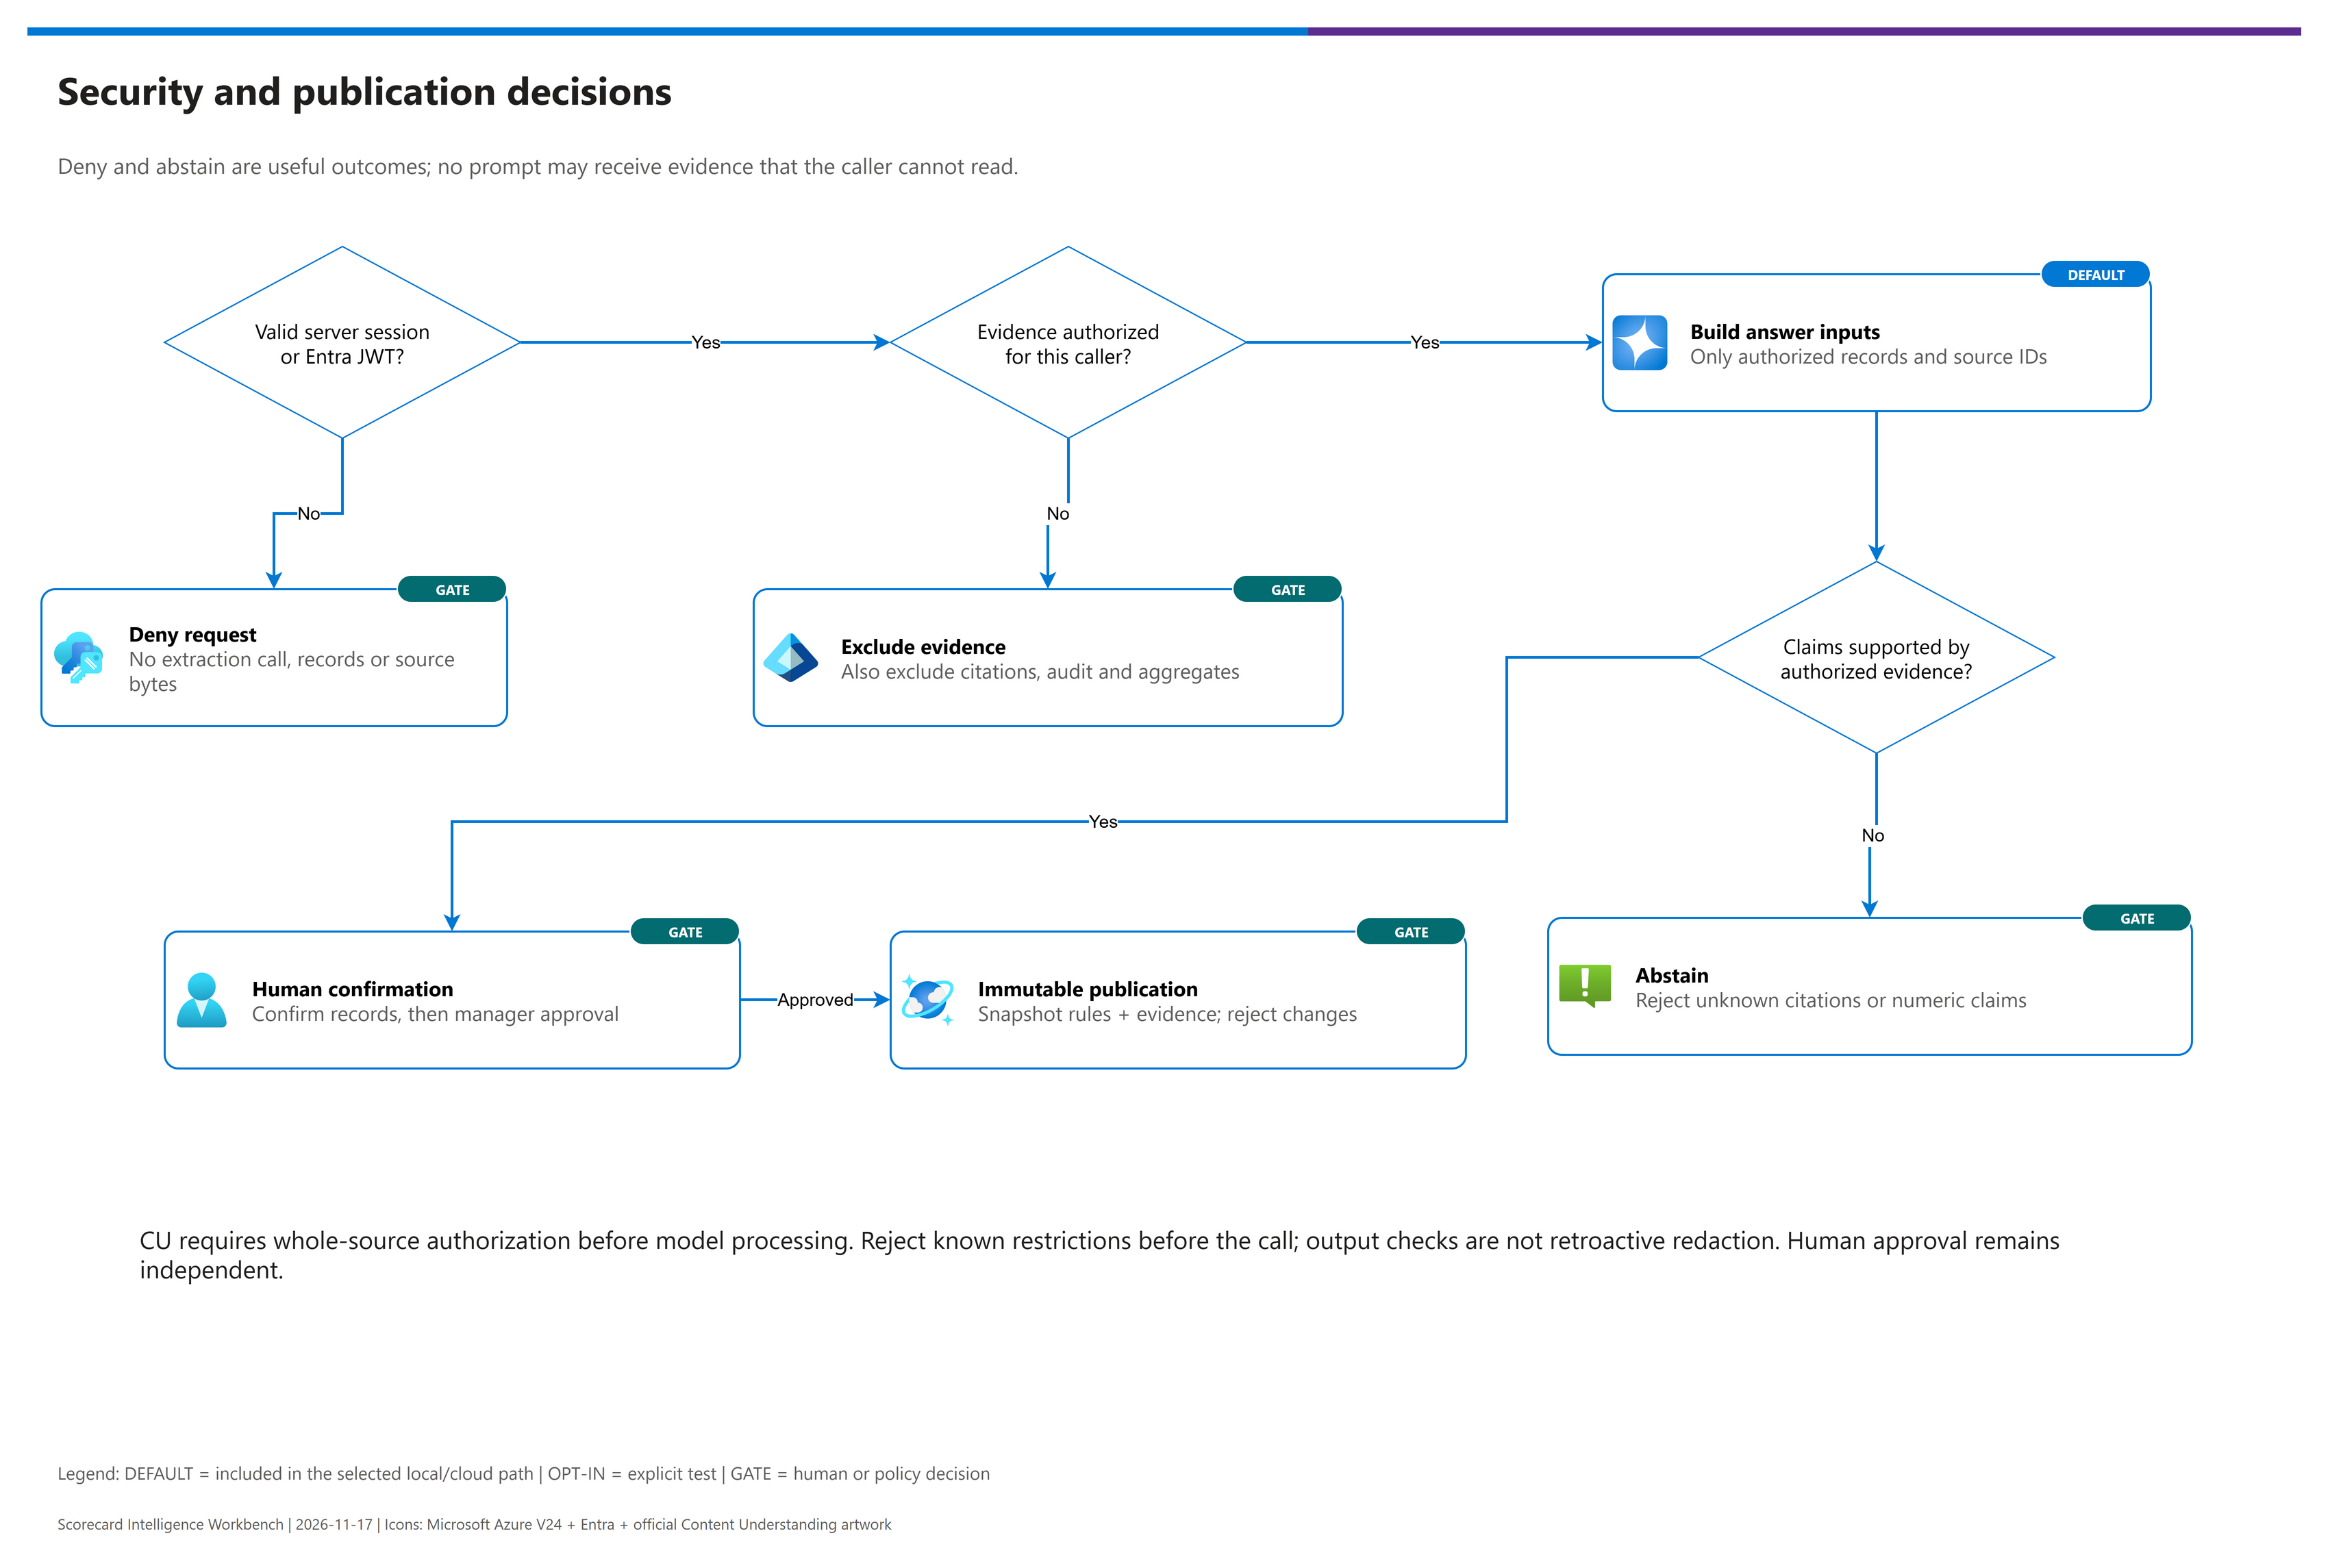 Security and publication decisions
Deny and abstain are useful outcomes; no prompt may receive evidence that the caller cannot read.
Valid server session
or Entra JWT?
Yes
Evidence authorized
for this caller?
Yes
DEFAULT
Build answer inputs
Only authorized records and source IDs
No
No
GATE
Deny request
No extraction call, records or source
bytes
GATE
Exclude evidence
Also exclude citations, audit and aggregates
Claims supported by
authorized evidence?
Yes
No
GATE
Human confirmation
Confirm records, then manager approval
Approved
GATE
Immutable publication
Snapshot rules + evidence; reject changes
GATE
Abstain
Reject unknown citations or numeric claims
CU requires whole-source authorization before model processing. Reject known restrictions before the call; output checks are not retroactive redaction. Human approval remains
independent.
Legend: DEFAULT = included in the selected local/cloud path | OPT-IN = explicit test | GATE = human or policy decision
Scorecard Intelligence Workbench | 2026-11-17 | Icons: Microsoft Azure V24 + Entra + official Content Understanding artwork